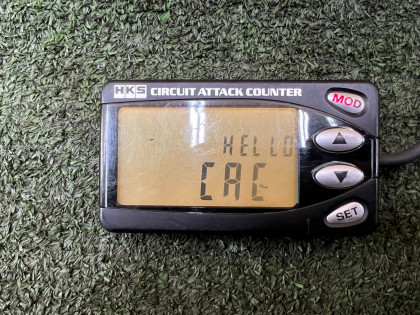 HKS CIRCUIT ATTACK COUNTER
MOD
HELLO
CAC
SET